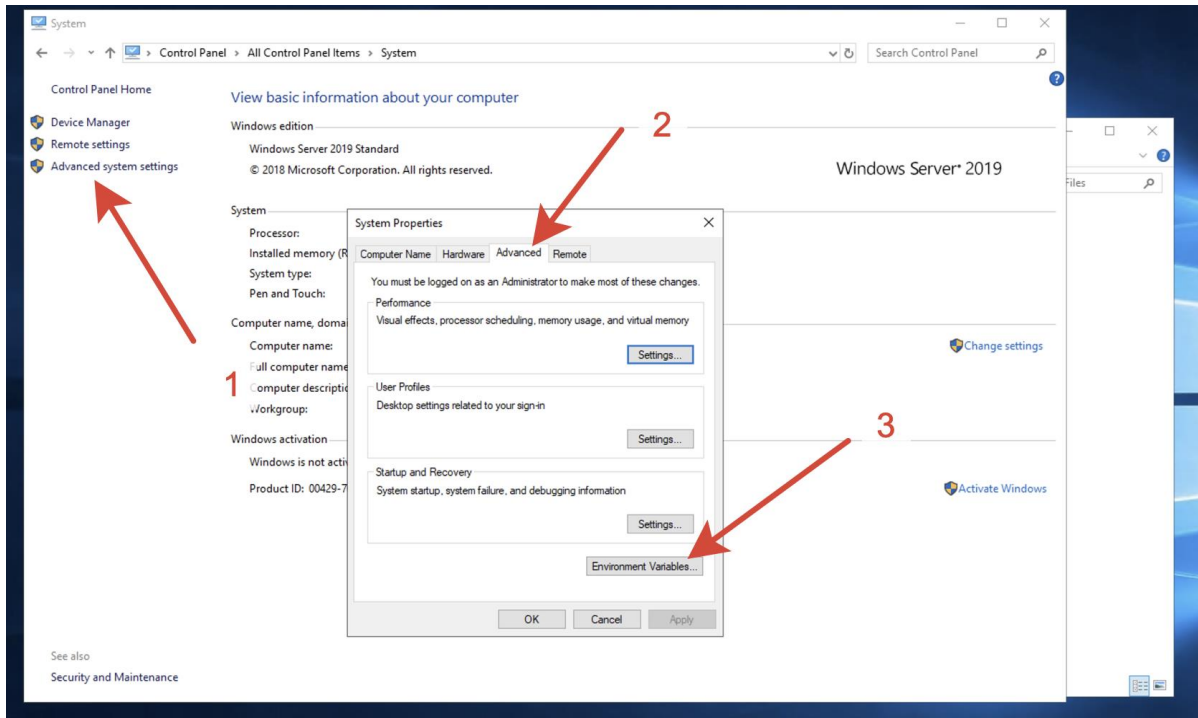 System
Control Panel > All Control Panel Items > System
Search Control Panel
Control Panel Home
Device Manager
Remote settings
Advanced system settings
View basic information about your computer
2
Windows edition
Windows Server 2019 Standard
© 2018 Microsoft Corporation. All rights reserved.
Windows Server 2019
Files
System
Processor:
Installed memory (R
System type:
Pen and Touch:
Computer name, domai
Computer name:
Full computer name
1
Computer descriptio
Workgroup:
Change settings
Windows activation
Windows is not activ
Product ID: 00429-7
Activate Windows
System Properties
Computer Name Hardware Advanced Remote
You must be logged on as an Administrator to make most of these changes.
Performance
Visual effects, processor scheduling, memory usage, and virtual memory
Settings...
User Profiles
Desktop settings related to your sign-in
Settings...
3
Startup and Recovery
System startup, system failure, and debugging information
Settings...
Environment Variables...
OK Cancel Apply
See also
Security and Maintenance